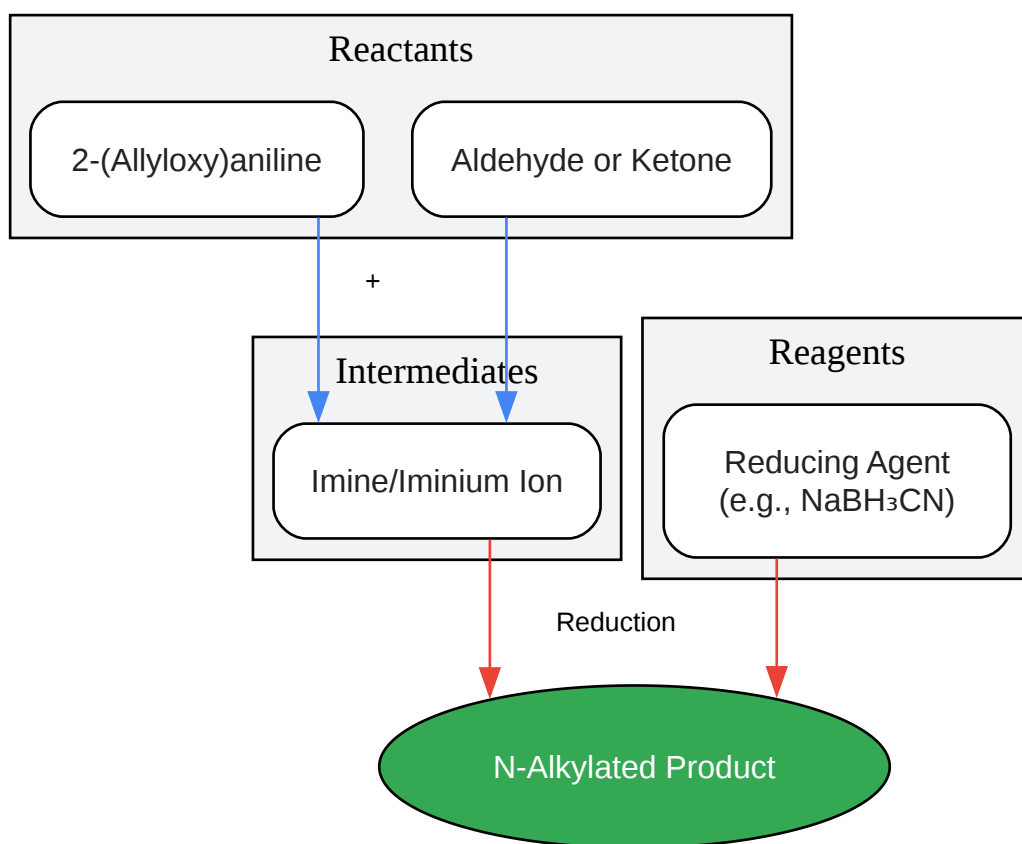 Reactants
2-(Allyloxy)aniline
Aldehyde or Ketone
+
Intermediates
Reagents
Imine/Iminium Ion
Reducing Agent
(e.g., NaBH₃CN)
Reduction
N-Alkylated Product